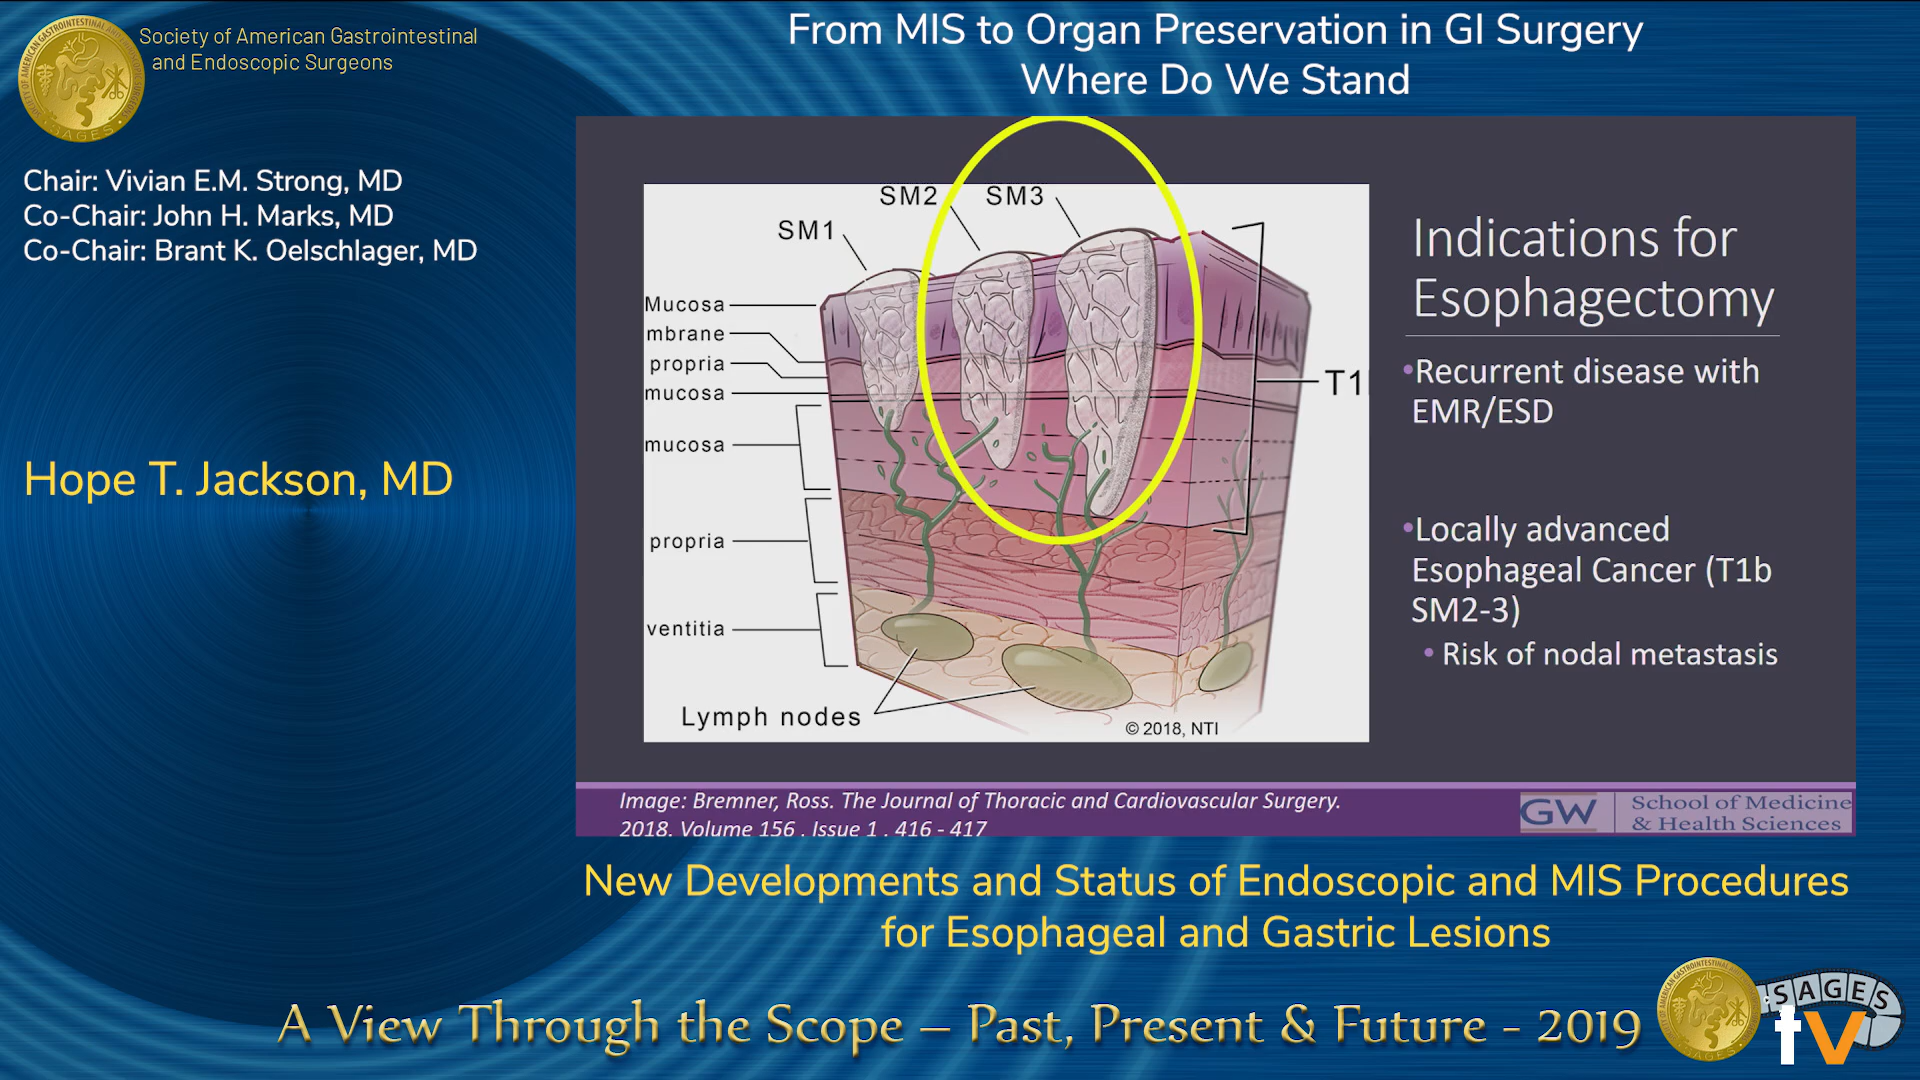 Society of American Gastrointestinal
and Endoscopic Surgeons
From MIS to Organ Preservation in GI Surgery
Where Do We Stand
Chair: Vivian E.M. Strong, MD
Co-Chair: John H. Marks, MD
Co-Chair: Brant K. Oelschlager, MD
Hope T. Jackson, MD
SM1
SM2
SM3
Mucosa
mbrane
propria
mucosa
mucosa
propria
ventitia
Lymph nodes
T1
© 2018, NTI
Indications for
Esophagectomy
•Recurrent disease with
EMR/ESD
•Locally advanced
Esophageal Cancer (T1b
SM2-3)
• Risk of nodal metastasis
Image: Bremner, Ross. The Journal of Thoracic and Cardiovascular Surgery.
2018. Volume 156 , Issue 1 , 416 - 417
GW School of Medicine
& Health Sciences
New Developments and Status of Endoscopic and MIS Procedures
for Esophageal and Gastric Lesions
A View Through the Scope – Past, Present & Future - 2019
SAGES
tv